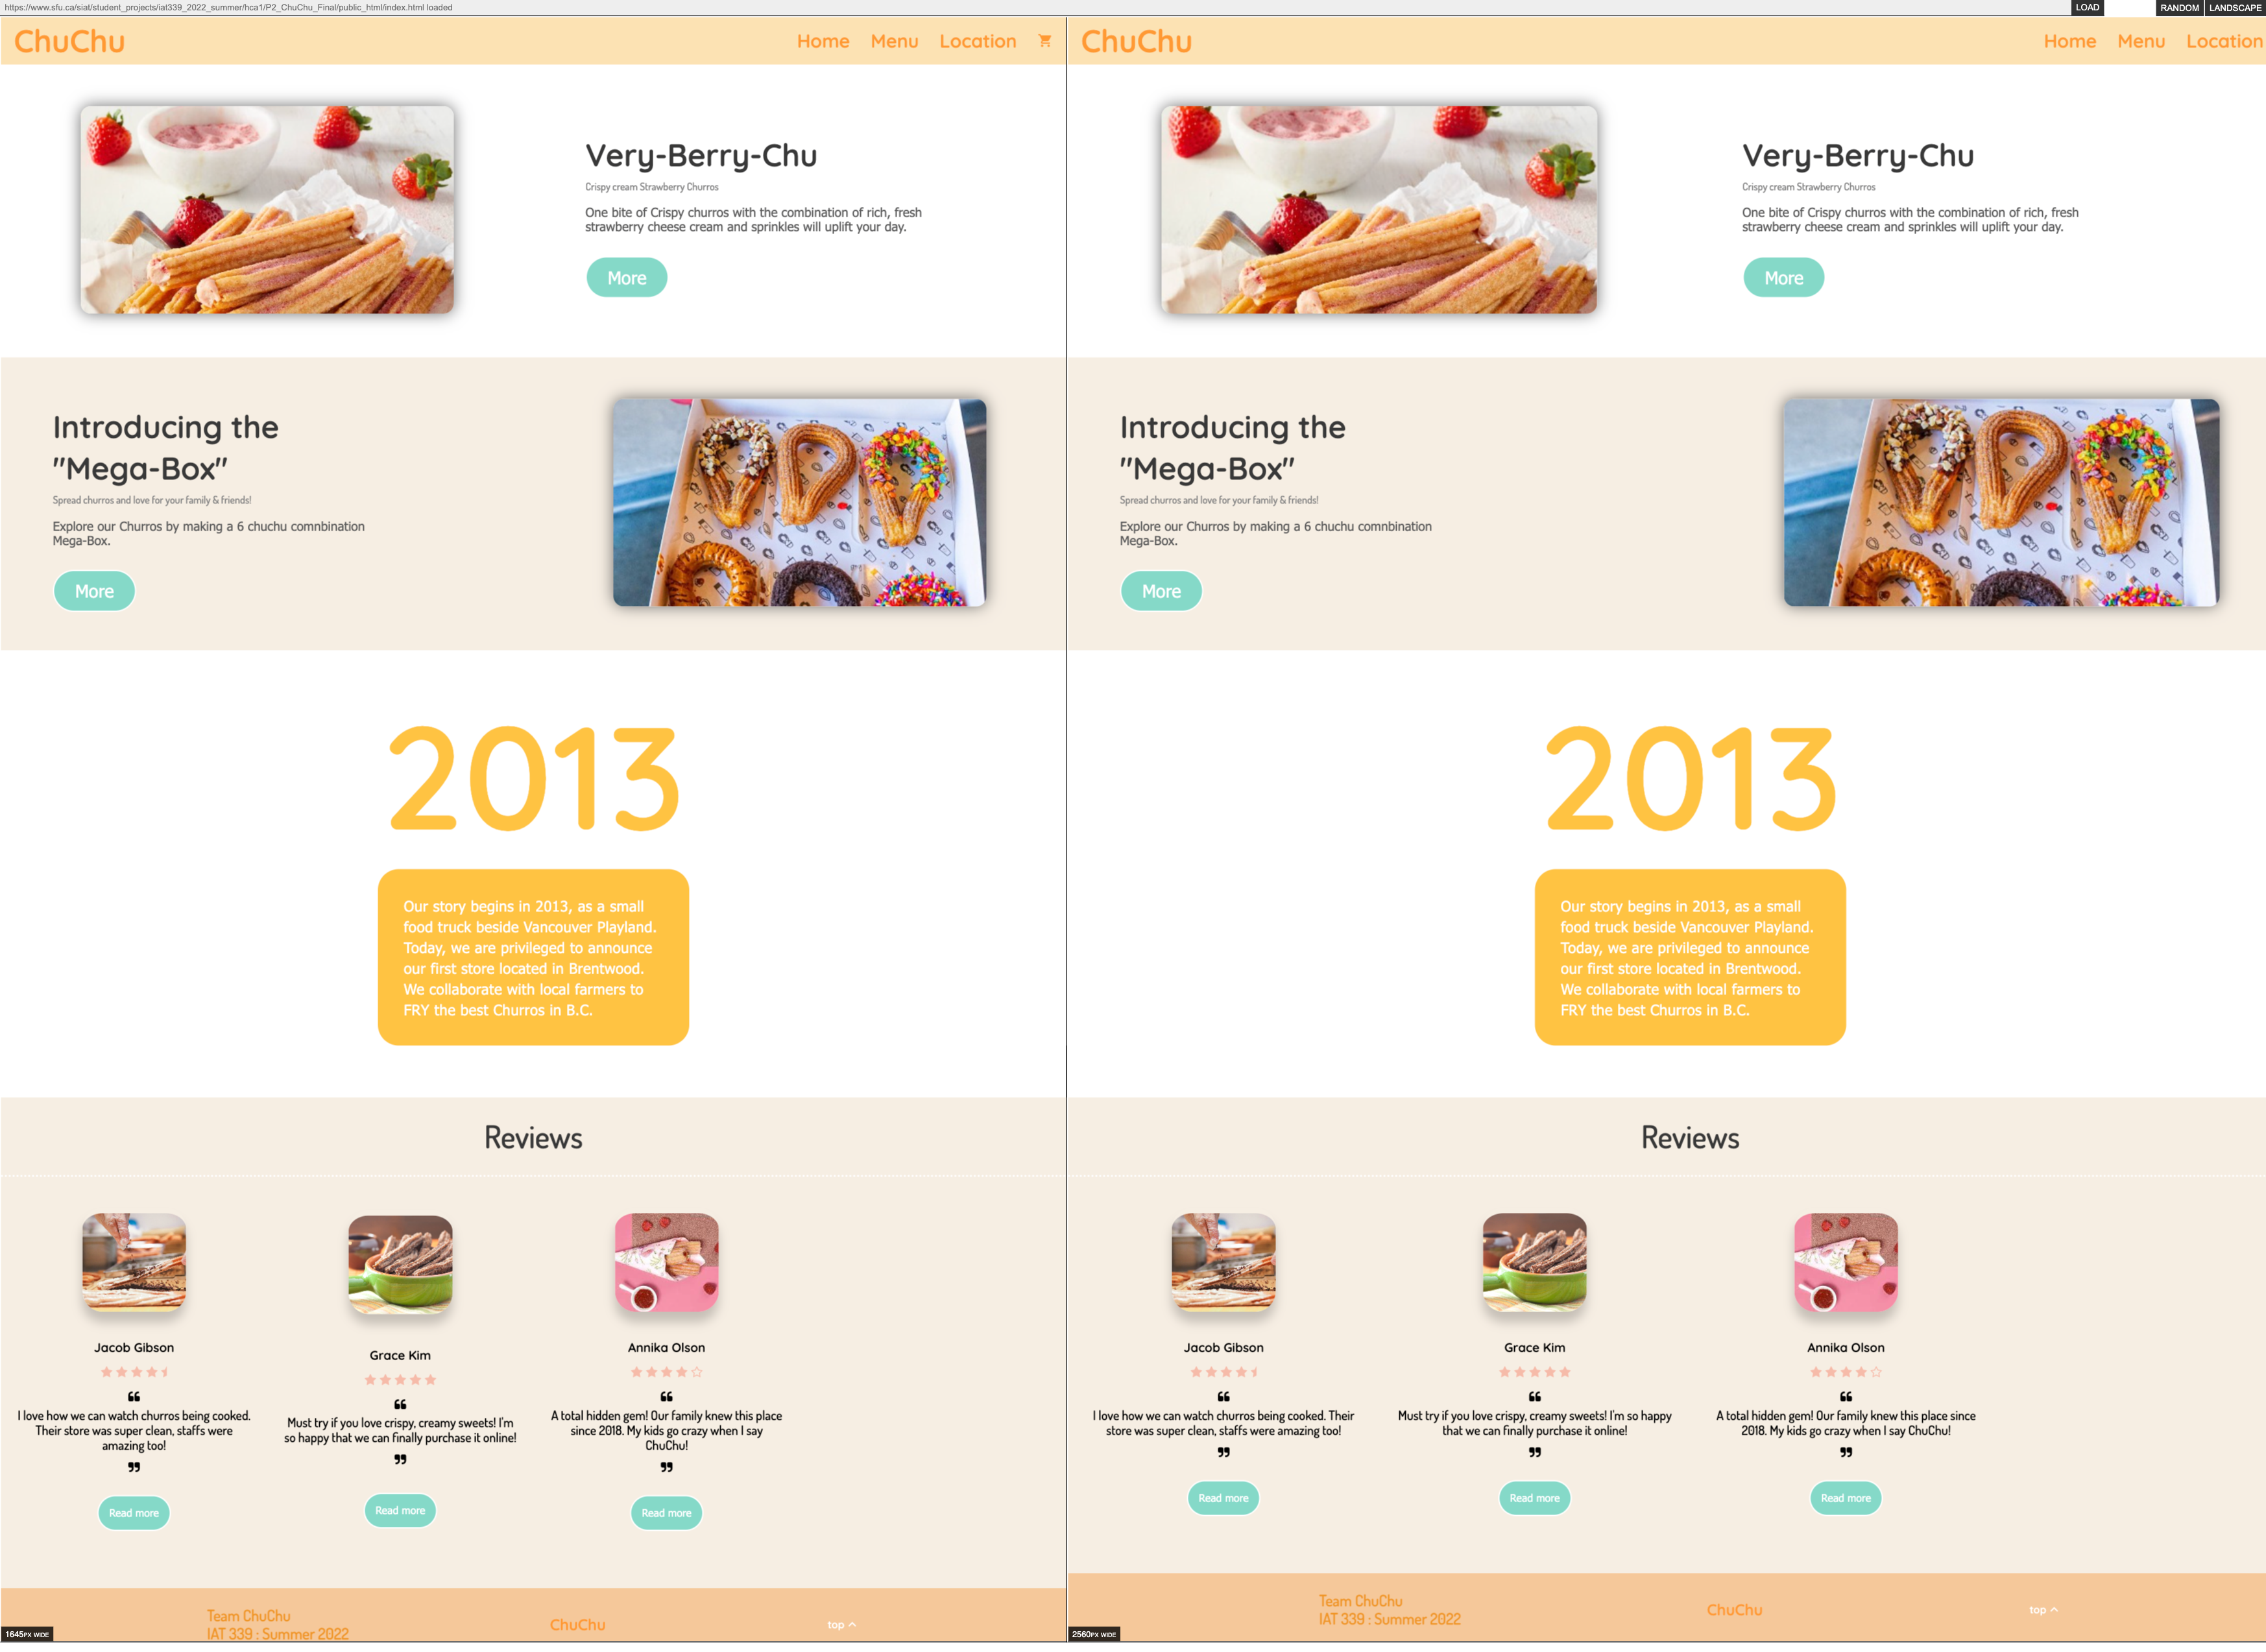 https://www.sfu.ca/siat/student_projects/iat339_2022_summer/hca1/P2_ChuChu_Final/public_html/index.html loaded
LOAD
RANDOM
LANDSCAPE
ChuChu
Home
Menu
Location
Very-Berry-Chu
Crispy cream Strawberry Churros
One bite of Crispy churros with the combination of rich, fresh
strawberry cheese cream and sprinkles will uplift your day.
More
Introducing the
"Mega-Box"
Spread churros and love for your family & friends!
Explore our Churros by making a 6 chuchu comnbination
Mega-Box.
More
2013
Our story begins in 2013, as a small
food truck beside Vancouver Playland.
Today, we are privileged to announce
our first store located in Brentwood.
We collaborate with local farmers to
FRY the best Churros in B.C.
Reviews
Jacob Gibson
❝
I love how we can watch churros being cooked.
Their store was super clean, staffs were
amazing too!
❞
Read more
Grace Kim
❝
Must try if you love crispy, creamy sweets! I'm
so happy that we can finally purchase it online!
❞
Read more
Annika Olson
❝
A total hidden gem! Our family knew this place
since 2018. My kids go crazy when I say
ChuChu!
❞
Read more
Team ChuChu
IAT 339 : Summer 2022
ChuChu
top
1645PX WIDE
ChuChu
Home
Menu
Location
Very-Berry-Chu
Crispy cream Strawberry Churros
One bite of Crispy churros with the combination of rich, fresh
strawberry cheese cream and sprinkles will uplift your day.
More
Introducing the
"Mega-Box"
Spread churros and love for your family & friends!
Explore our Churros by making a 6 chuchu comnbination
Mega-Box.
More
2013
Our story begins in 2013, as a small
food truck beside Vancouver Playland.
Today, we are privileged to announce
our first store located in Brentwood.
We collaborate with local farmers to
FRY the best Churros in B.C.
Reviews
Jacob Gibson
❝
I love how we can watch churros being cooked. Their
store was super clean, staffs were amazing too!
❞
Read more
Grace Kim
❝
Must try if you love crispy, creamy sweets! I'm so happy
that we can finally purchase it online!
❞
Read more
Annika Olson
❝
A total hidden gem! Our family knew this place since
2018. My kids go crazy when I say ChuChu!
❞
Read more
Team ChuChu
IAT 339 : Summer 2022
ChuChu
top
2560PX WIDE